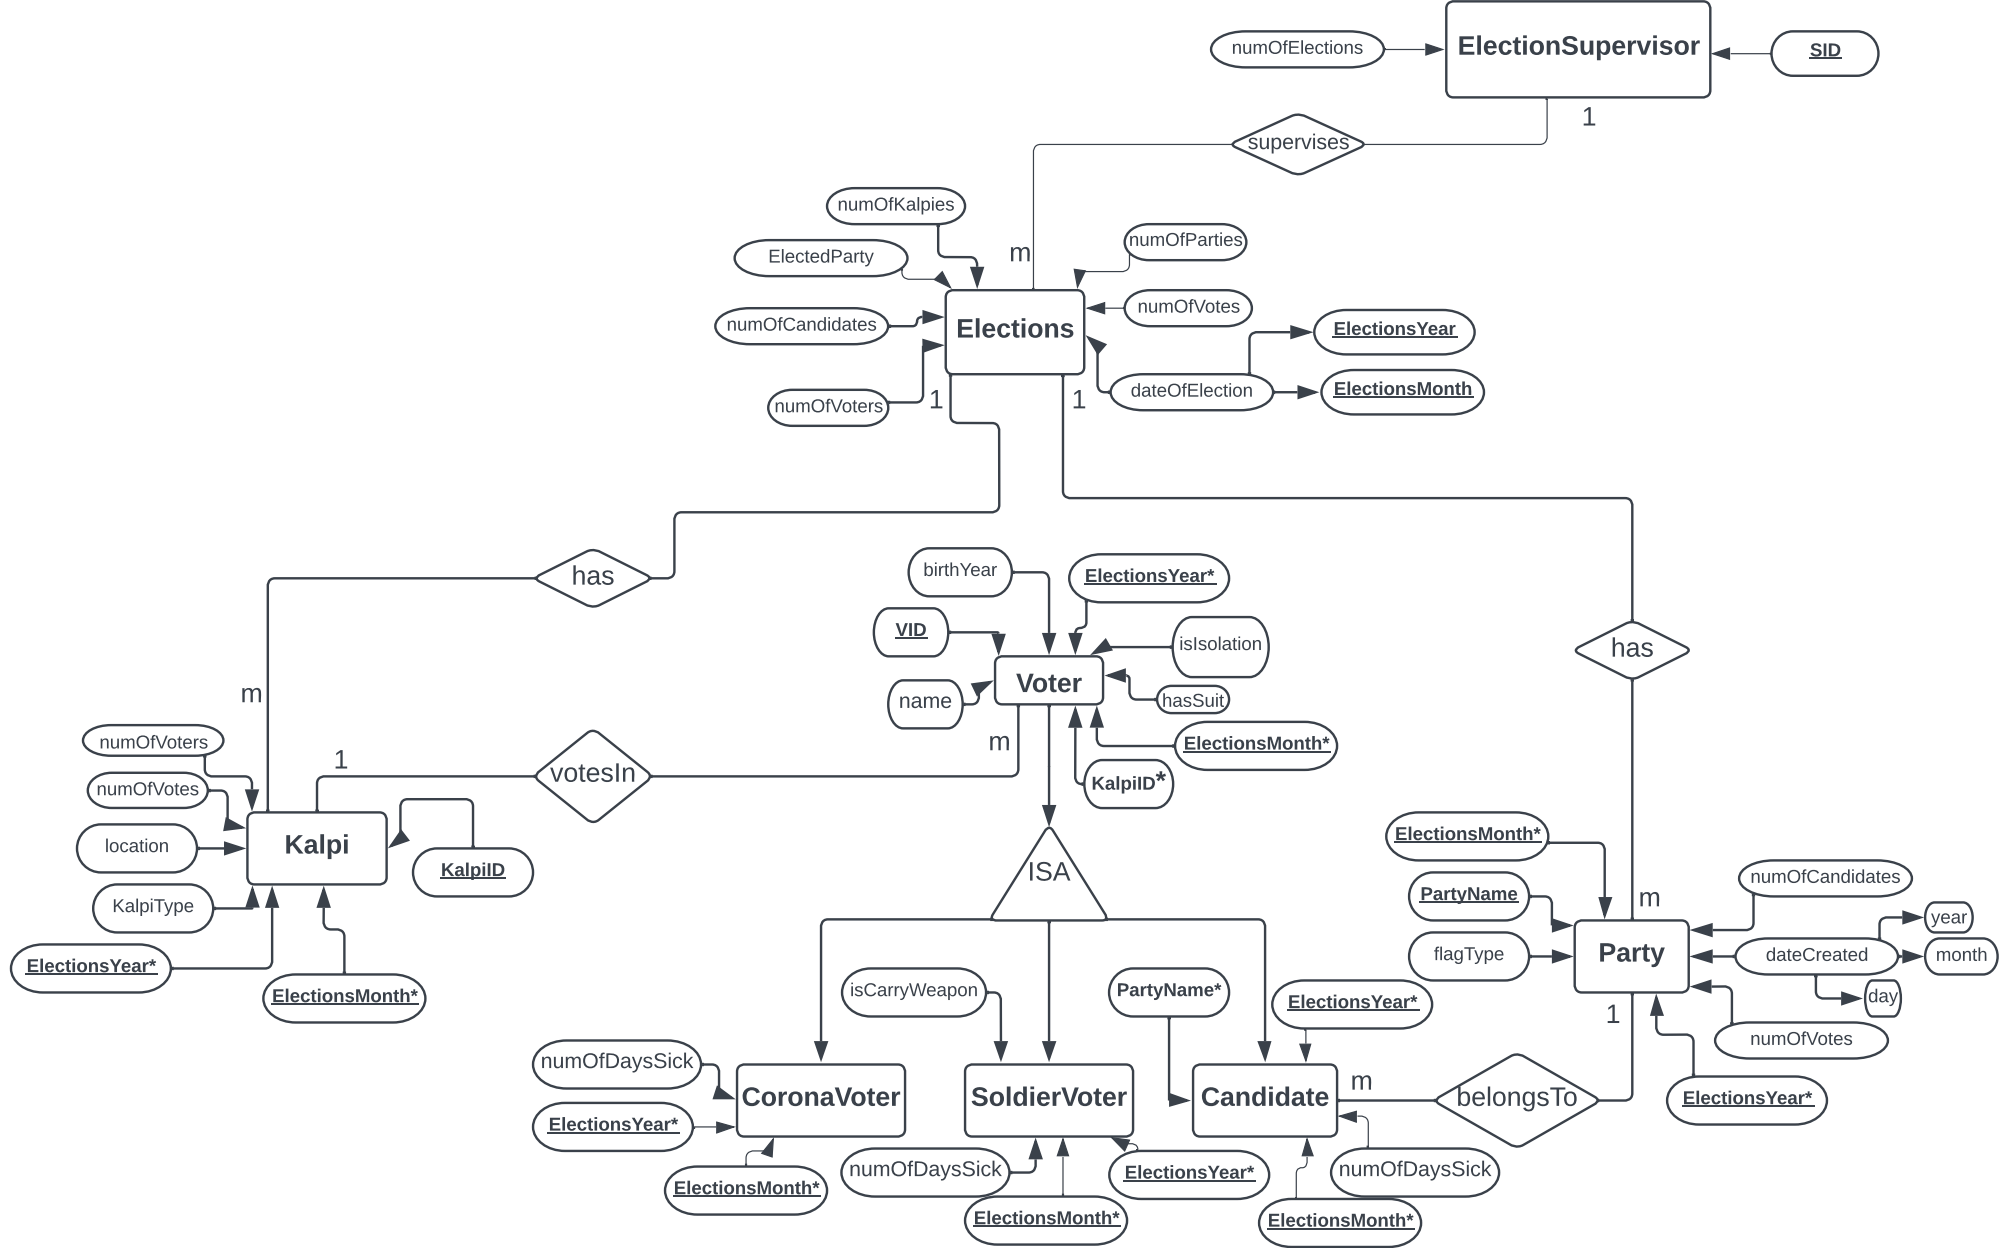 ElectionSupervisor
numOfElections
SID
1
supervises
numOfKalpies
ElectedParty
numOfParties
m
numOfCandidates
Elections
numOfVotes
ElectionsYear
dateOfElection
ElectionsMonth
numOfVoters
1
1
has
birthYear
ElectionsYear*
VID
isIsolation
has
name
Voter
hasSuit
m
m
ElectionsMonth*
KalpiID*
1
votesIn
numOfVoters
numOfVotes
location
Kalpi
KalpiID
KalpiType
ElectionsYear*
ElectionsMonth*
ISA
ElectionsMonth*
PartyName
m
numOfCandidates
flagType
Party
dateCreated
year
month
day
numOfVotes
1
ElectionsYear*
isCarryWeapon
PartyName*
ElectionsYear*
numOfDaysSick
CoronaVoter
SoldierVoter
Candidate
m
belongsTo
ElectionsYear*
ElectionsMonth*
numOfDaysSick
ElectionsYear*
numOfDaysSick
ElectionsMonth*
ElectionsMonth*